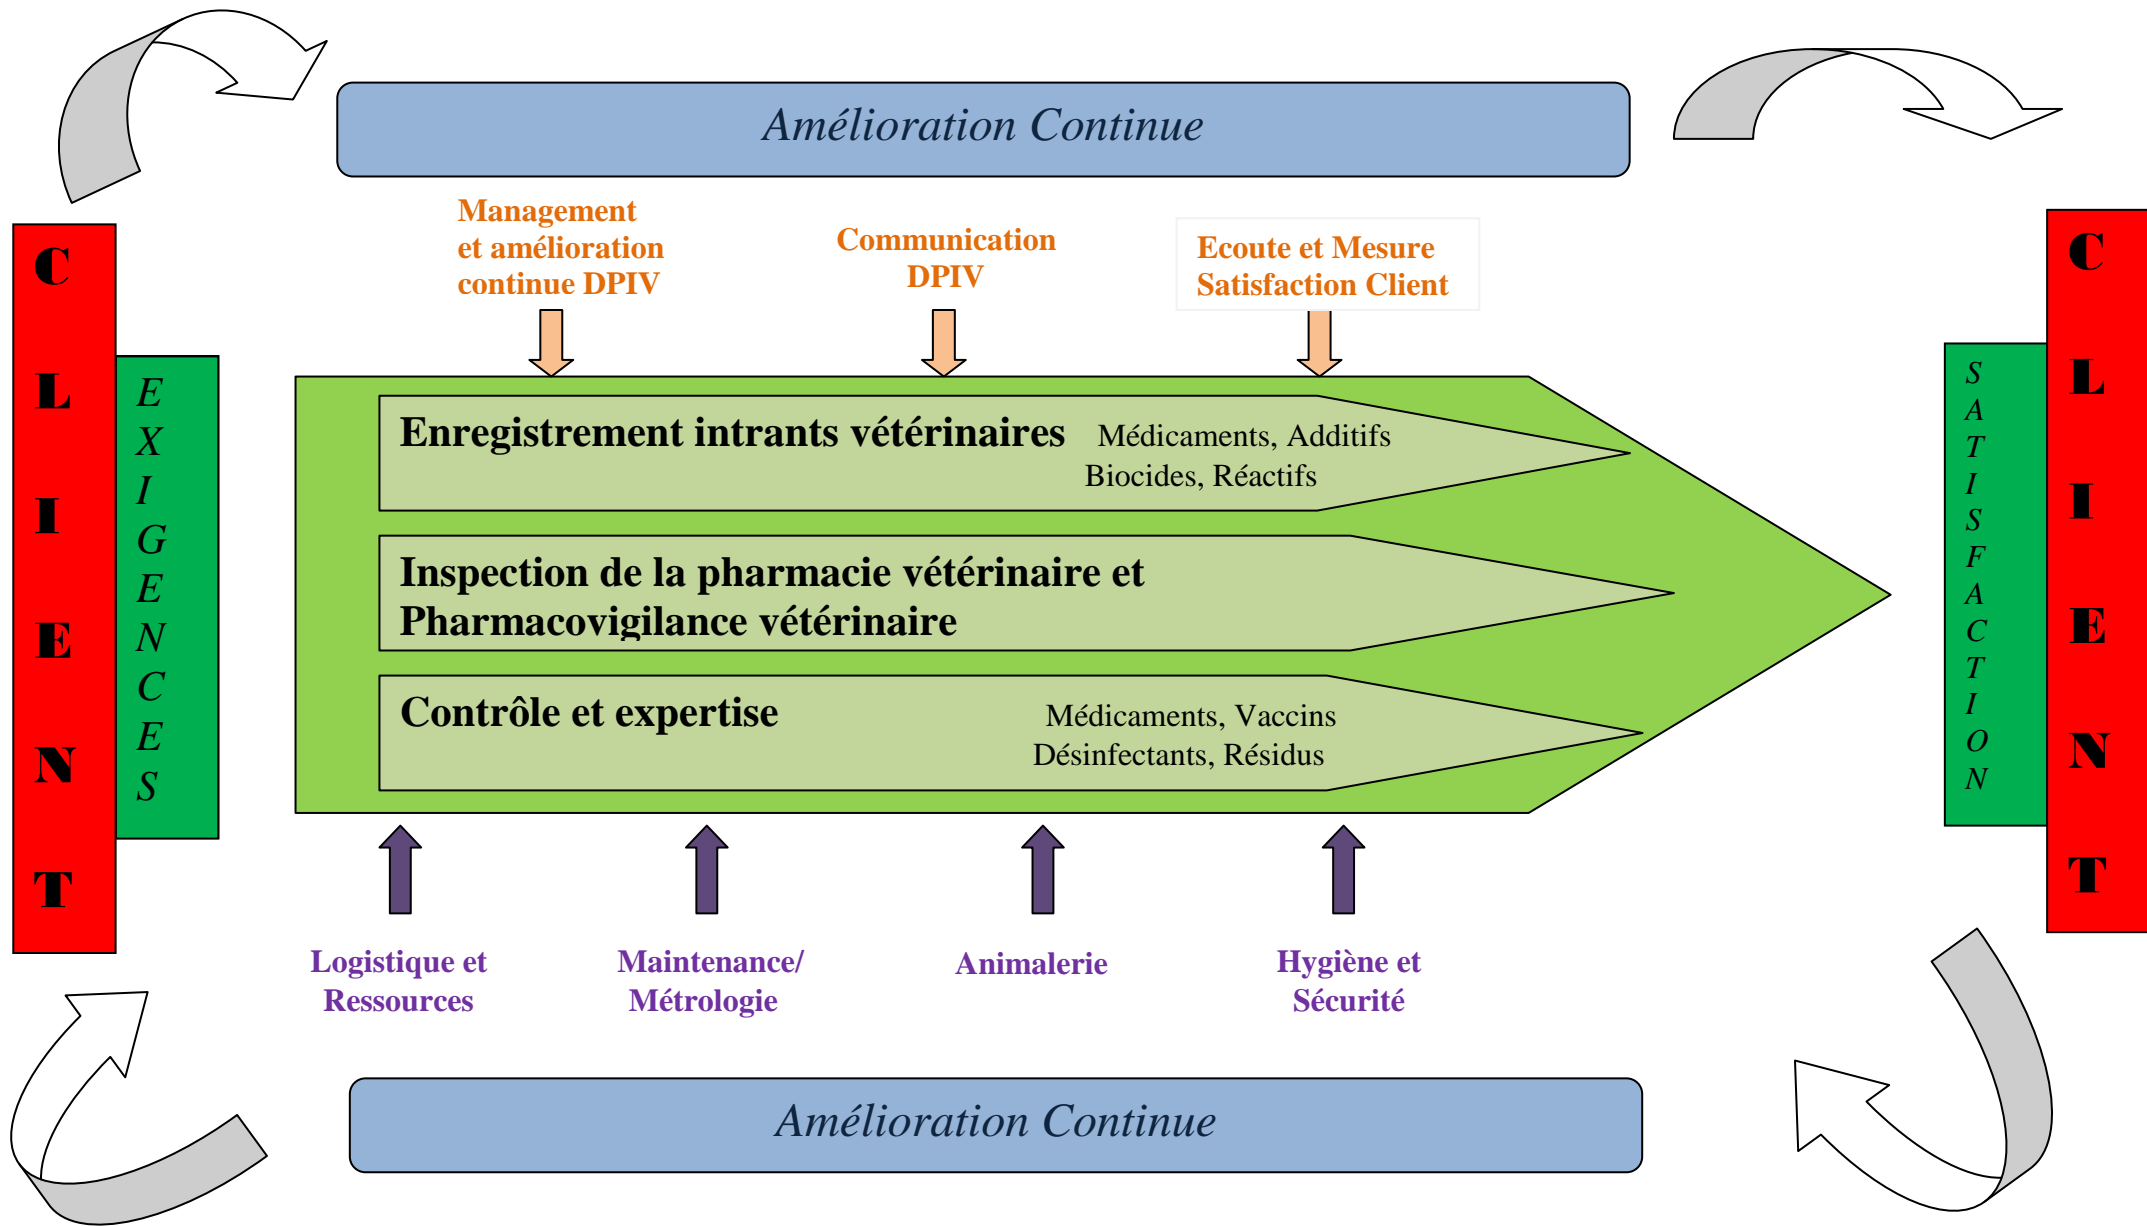 Amélioration Continue
Management
et amélioration
continue DPIV
Communication
DPIV
Ecoute et Mesure
Satisfaction Client
C
L
I
E
N
T
E
X
I
G
E
N
C
E
S
Enregistrement intrants vétérinaires Médicaments, Additifs
Biocides, Réactifs
Inspection de la pharmacie vétérinaire et
Pharmacovigilance vétérinaire
Contrôle et expertise Médicaments, Vaccins
Désinfectants, Résidus
S
A
T
I
S
F
A
C
T
I
O
N
C
L
I
E
N
T
Logistique et
Ressources
Maintenance/
Métrologie
Animalerie
Hygiène et
Sécurité
Amélioration Continue